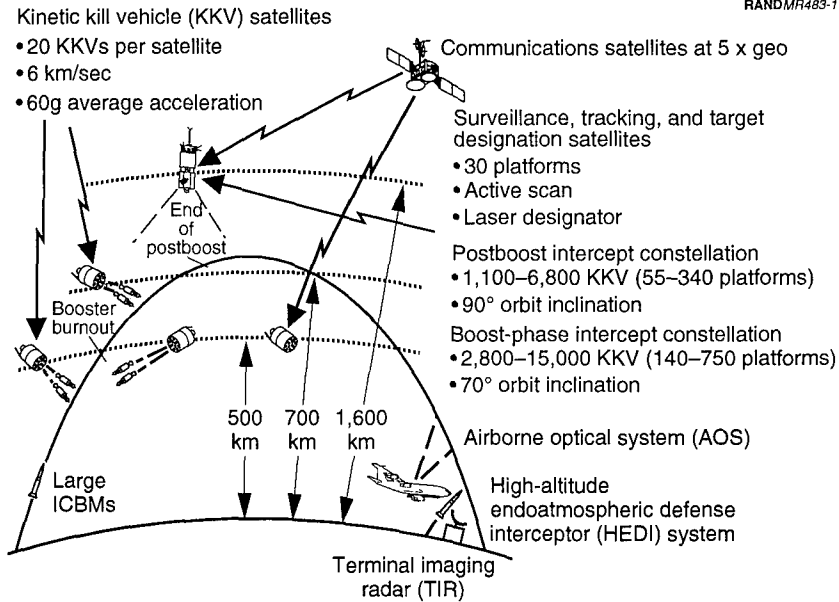 RANDMR483-1
Kinetic kill vehicle (KKV) satellites
• 20 KKVs per satellite
• 6 km/sec
• 60g average acceleration
Communications satellites at 5 x geo
Surveillance, tracking, and target
designation satellites
• 30 platforms
• Active scan
• Laser designator
End
of
postboost
Postboost intercept constellation
• 1,100–6,800 KKV (55–340 platforms)
• 90° orbit inclination
Booster
burnout
Boost-phase intercept constellation
• 2,800–15,000 KKV (140–750 platforms)
• 70° orbit inclination
500
km
700
km
1,600
km
Airborne optical system (AOS)
Large
ICBMs
High-altitude
endoatmospheric defense
interceptor (HEDI) system
Terminal imaging
radar (TIR)